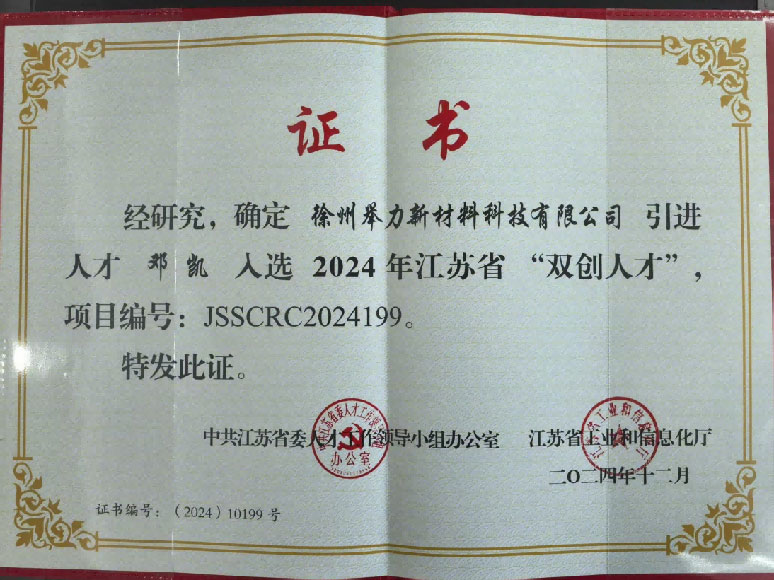 证 书
经研究，确定 徐州举力新材料科技有限公司 引进
人才 邓凯 入选 2024年江苏省 “双创人才”，
项目编号：JSSCRC2024199。
特发此证。
中共江苏省委人才工作领导小组办公室 江苏省工业和信息化厅
办公室
二〇二四年十二月
证书编号：（2024）10199号